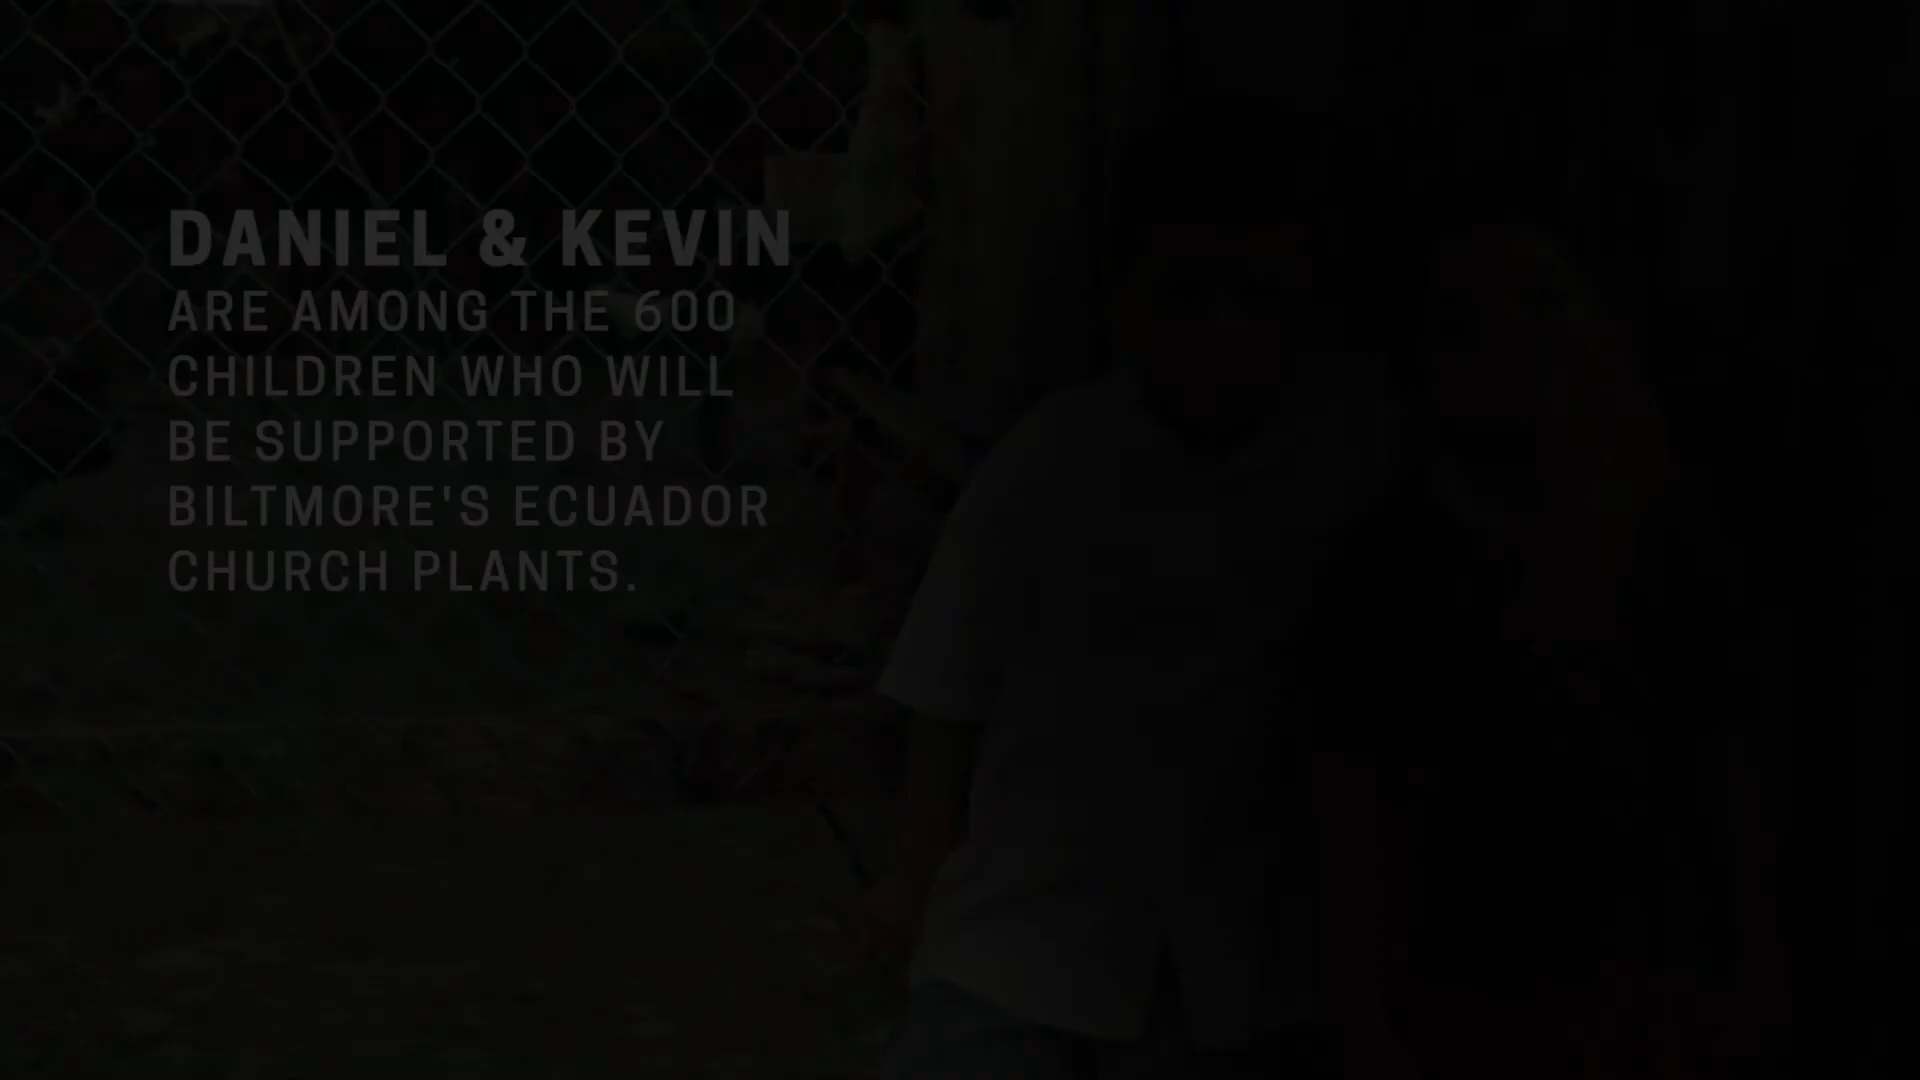 DANIEL & KEVIN
ARE AMONG THE 600
CHILDREN WHO WILL
BE SUPPORTED BY
BILTMORE'S ECUADOR
CHURCH PLANTS.